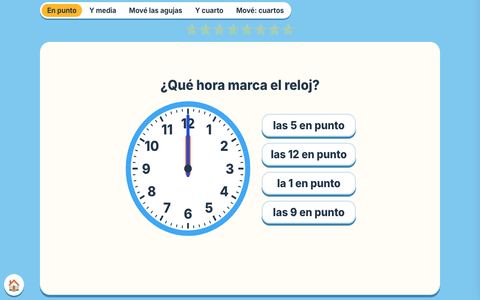 En punto Y media Mové las agujas Y cuarto Mové: cuartos
¿Qué hora marca el reloj?
12
11 1
10 2
9 3
8 4
7 5
6
las 5 en punto
las 12 en punto
la 1 en punto
las 9 en punto